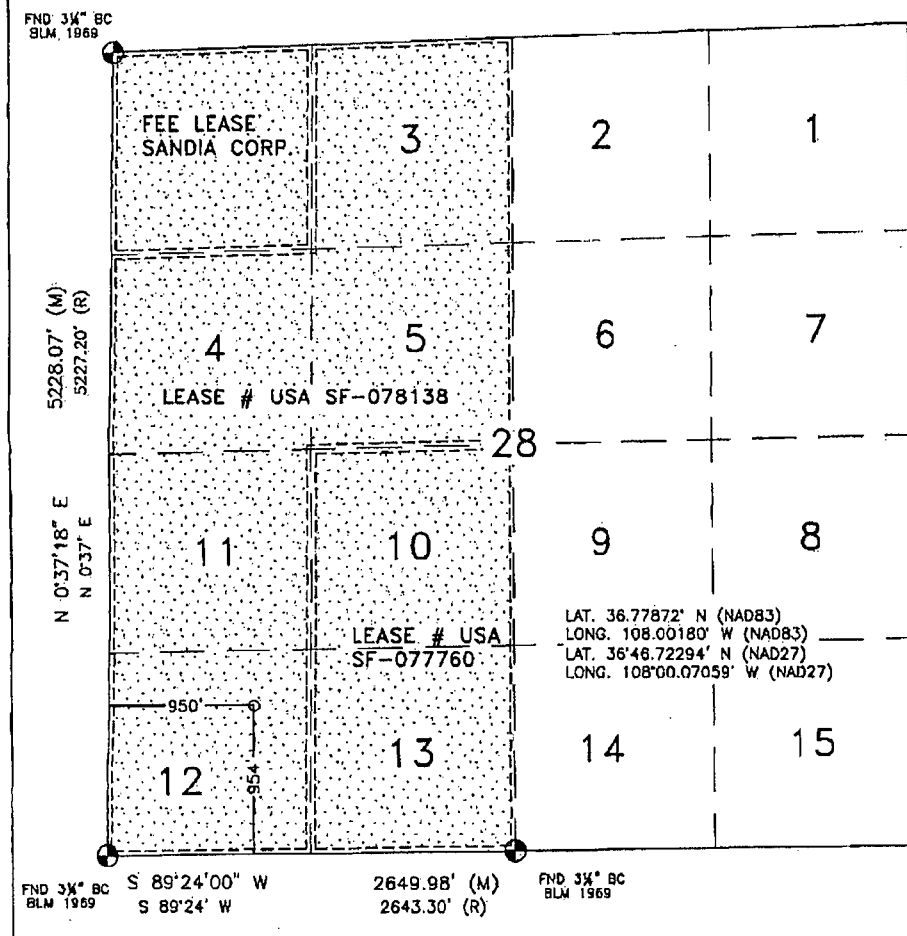 FND 3¼" BC
BLM, 1969
FEE LEASE
SANDIA CORP.
3
2
1
5228.07' (M)
5227.20' (R)
4
5
6
7
LEASE # USA SF-078138
28
N 0°37'18" E
N 0°37' E
11
10
9
8
LEASE # USA
SF-077760
LAT. 36.77872° N (NAD83)
LONG. 108.00180° W (NAD83)
LAT. 36°46.72294' N (NAD27)
LONG. 108°00.07059' W (NAD27)
950'
954'
12
13
14
15
FND 3¼" BC
BLM 1969
S 89°24'00" W
S 89°24' W
2649.98' (M)
2643.30' (R)
FND 3¼" BC
BLM 1969